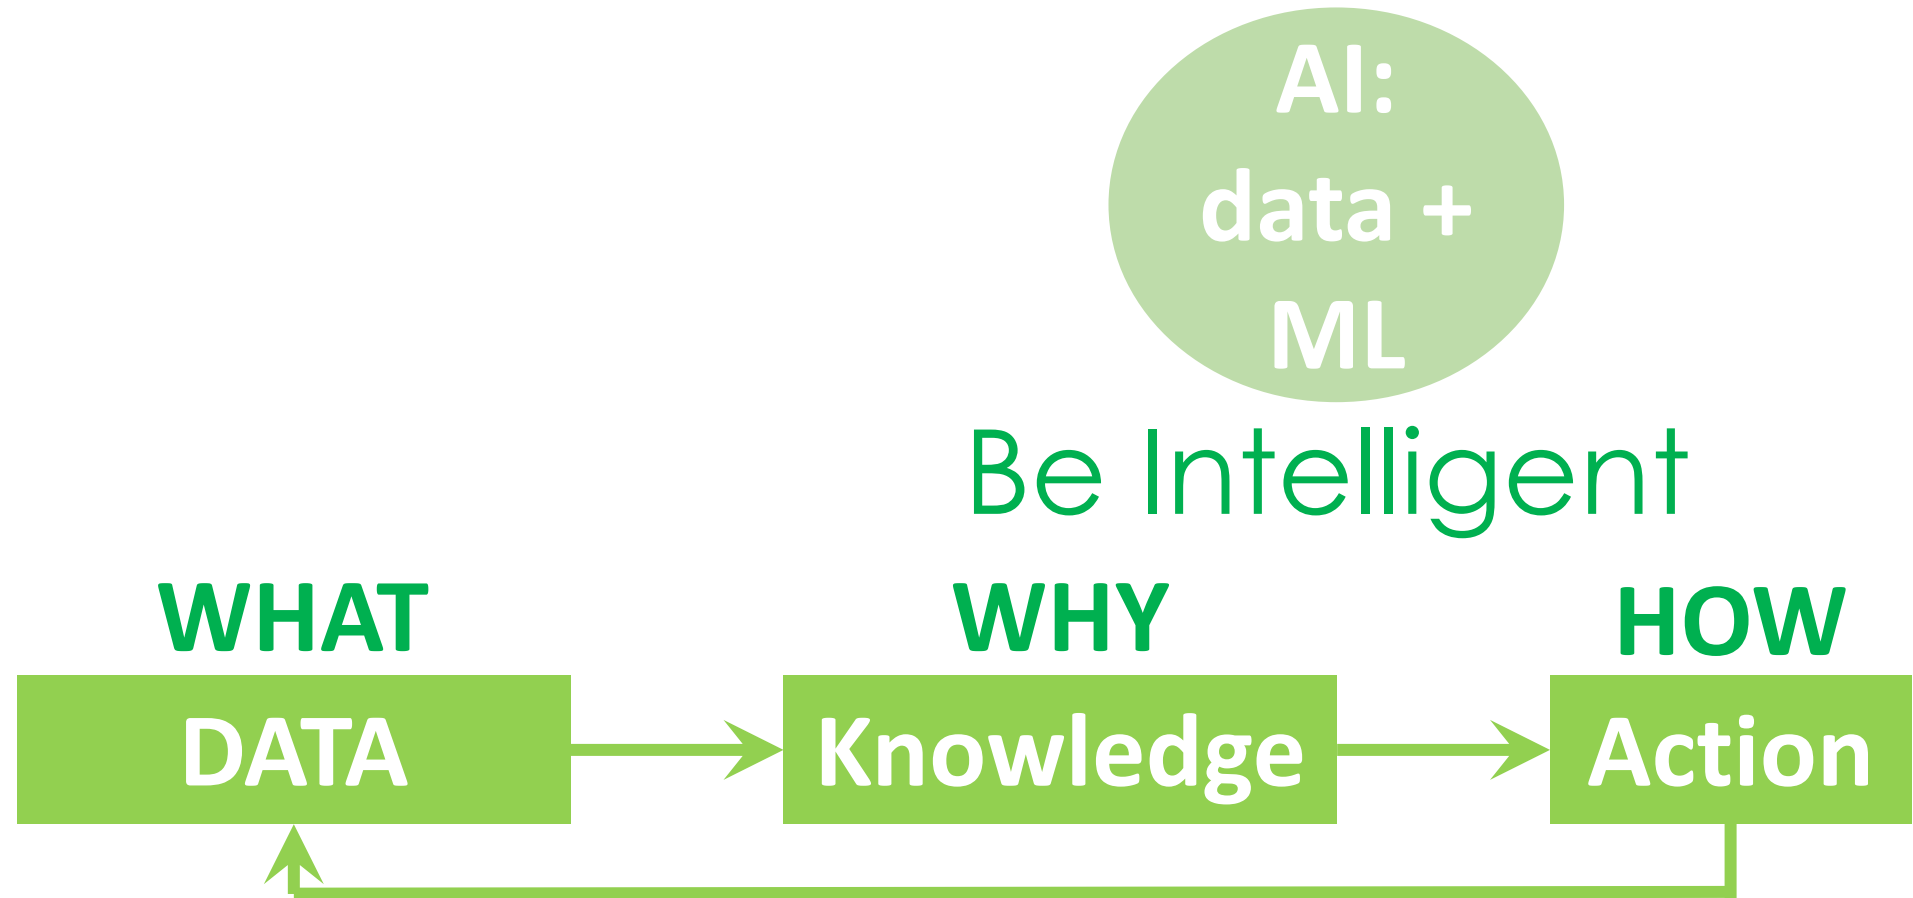 AI:
data +
ML
Be Intelligent
WHAT
WHY
HOW
DATA
Knowledge
Action